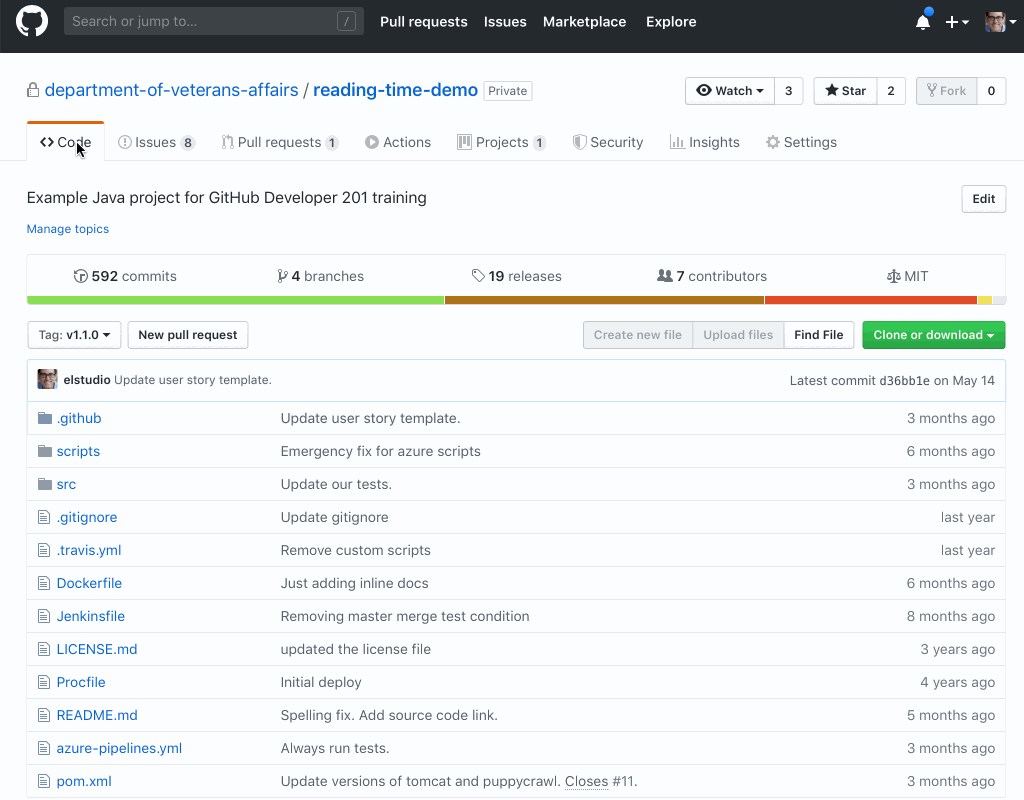 Search or jump to... / Pull requests Issues Marketplace Explore
department-of-veterans-affairs / reading-time-demo Private Watch 3 Star 2 Fork 0
Code Issues 8 Pull requests 1 Actions Projects 1 Security Insights Settings
Example Java project for GitHub Developer 201 training Edit
Manage topics
592 commits 4 branches 19 releases 7 contributors MIT
Tag: v1.1.0 New pull request Create new file Upload files Find File Clone or download
elstudio Update user story template. Latest commit d36bb1e on May 14
.github Update user story template. 3 months ago
scripts Emergency fix for azure scripts 6 months ago
src Update our tests. 3 months ago
.gitignore Update gitignore last year
.travis.yml Remove custom scripts last year
Dockerfile Just adding inline docs 6 months ago
Jenkinsfile Removing master merge test condition 8 months ago
LICENSE.md updated the license file 3 years ago
Procfile Initial deploy 4 years ago
README.md Spelling fix. Add source code link. 5 months ago
azure-pipelines.yml Always run tests. 3 months ago
pom.xml Update versions of tomcat and puppycrawl. Closes #11. 3 months ago